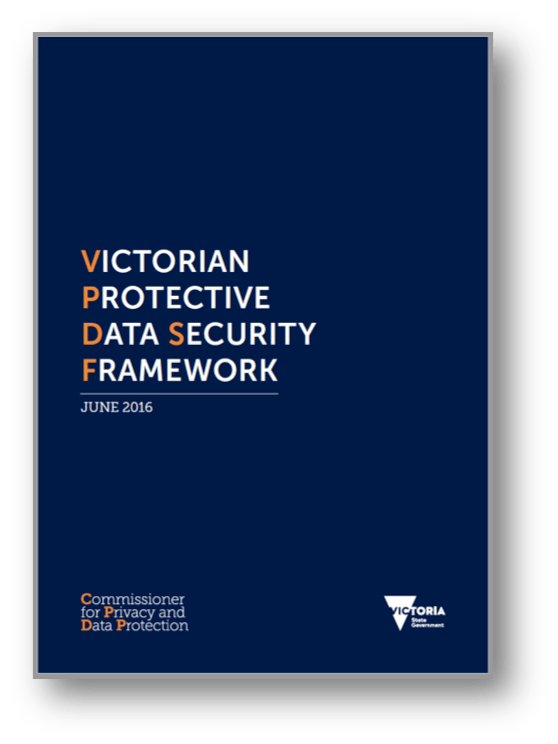 VICTORIAN
PROTECTIVE
DATA SECURITY
FRAMEWORK
JUNE 2016
Commissioner
for Privacy and
Data Protection
VICTORIA
State
Government